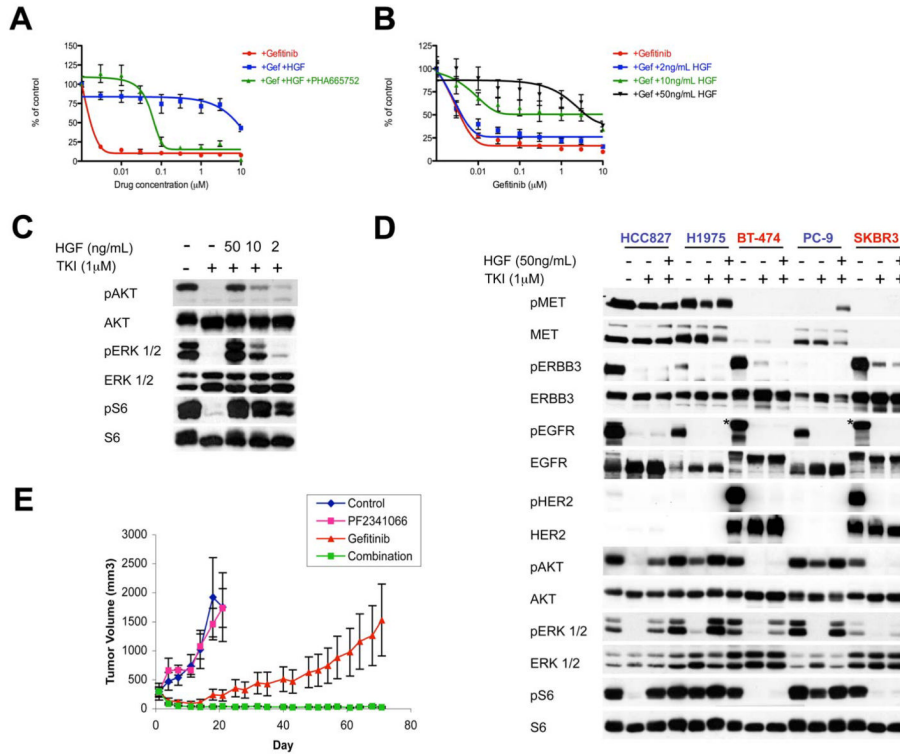 A
% of control
150
125
100
75
50
25
0
0.01
0.1
1
10
Drug concentration (μM)
+Gefitinib
+Gef +HGF
+Gef +HGF +PHA665752
B
% of control
125
100
75
50
25
0
0.01
0.1
1
10
Gefitinib (μM)
+Gefitinib
+Gef +2ng/mL HGF
+Gef +10ng/mL HGF
+Gef +50ng/mL HGF
C
HGF (ng/mL) - - 50 10 2
TKI (1μM) - + + + +
pAKT
AKT
pERK 1/2
ERK 1/2
pS6
S6
D
HCC827 H1975 BT-474 PC-9 SKBR3
HGF (50ng/mL) - - + - - + - - + - - + - - +
TKI (1μM) - + + - + + - + + - + + - + +
pMET
MET
pERBB3
ERBB3
pEGFR * *
EGFR
pHER2
HER2
pAKT
AKT
pERK 1/2
ERK 1/2
pS6
S6
E
Control
PF2341066
Gefitinib
Combination
Tumor Volume (mm3)
3000
2500
2000
1500
1000
500
0
0 20 40 60 80
Day